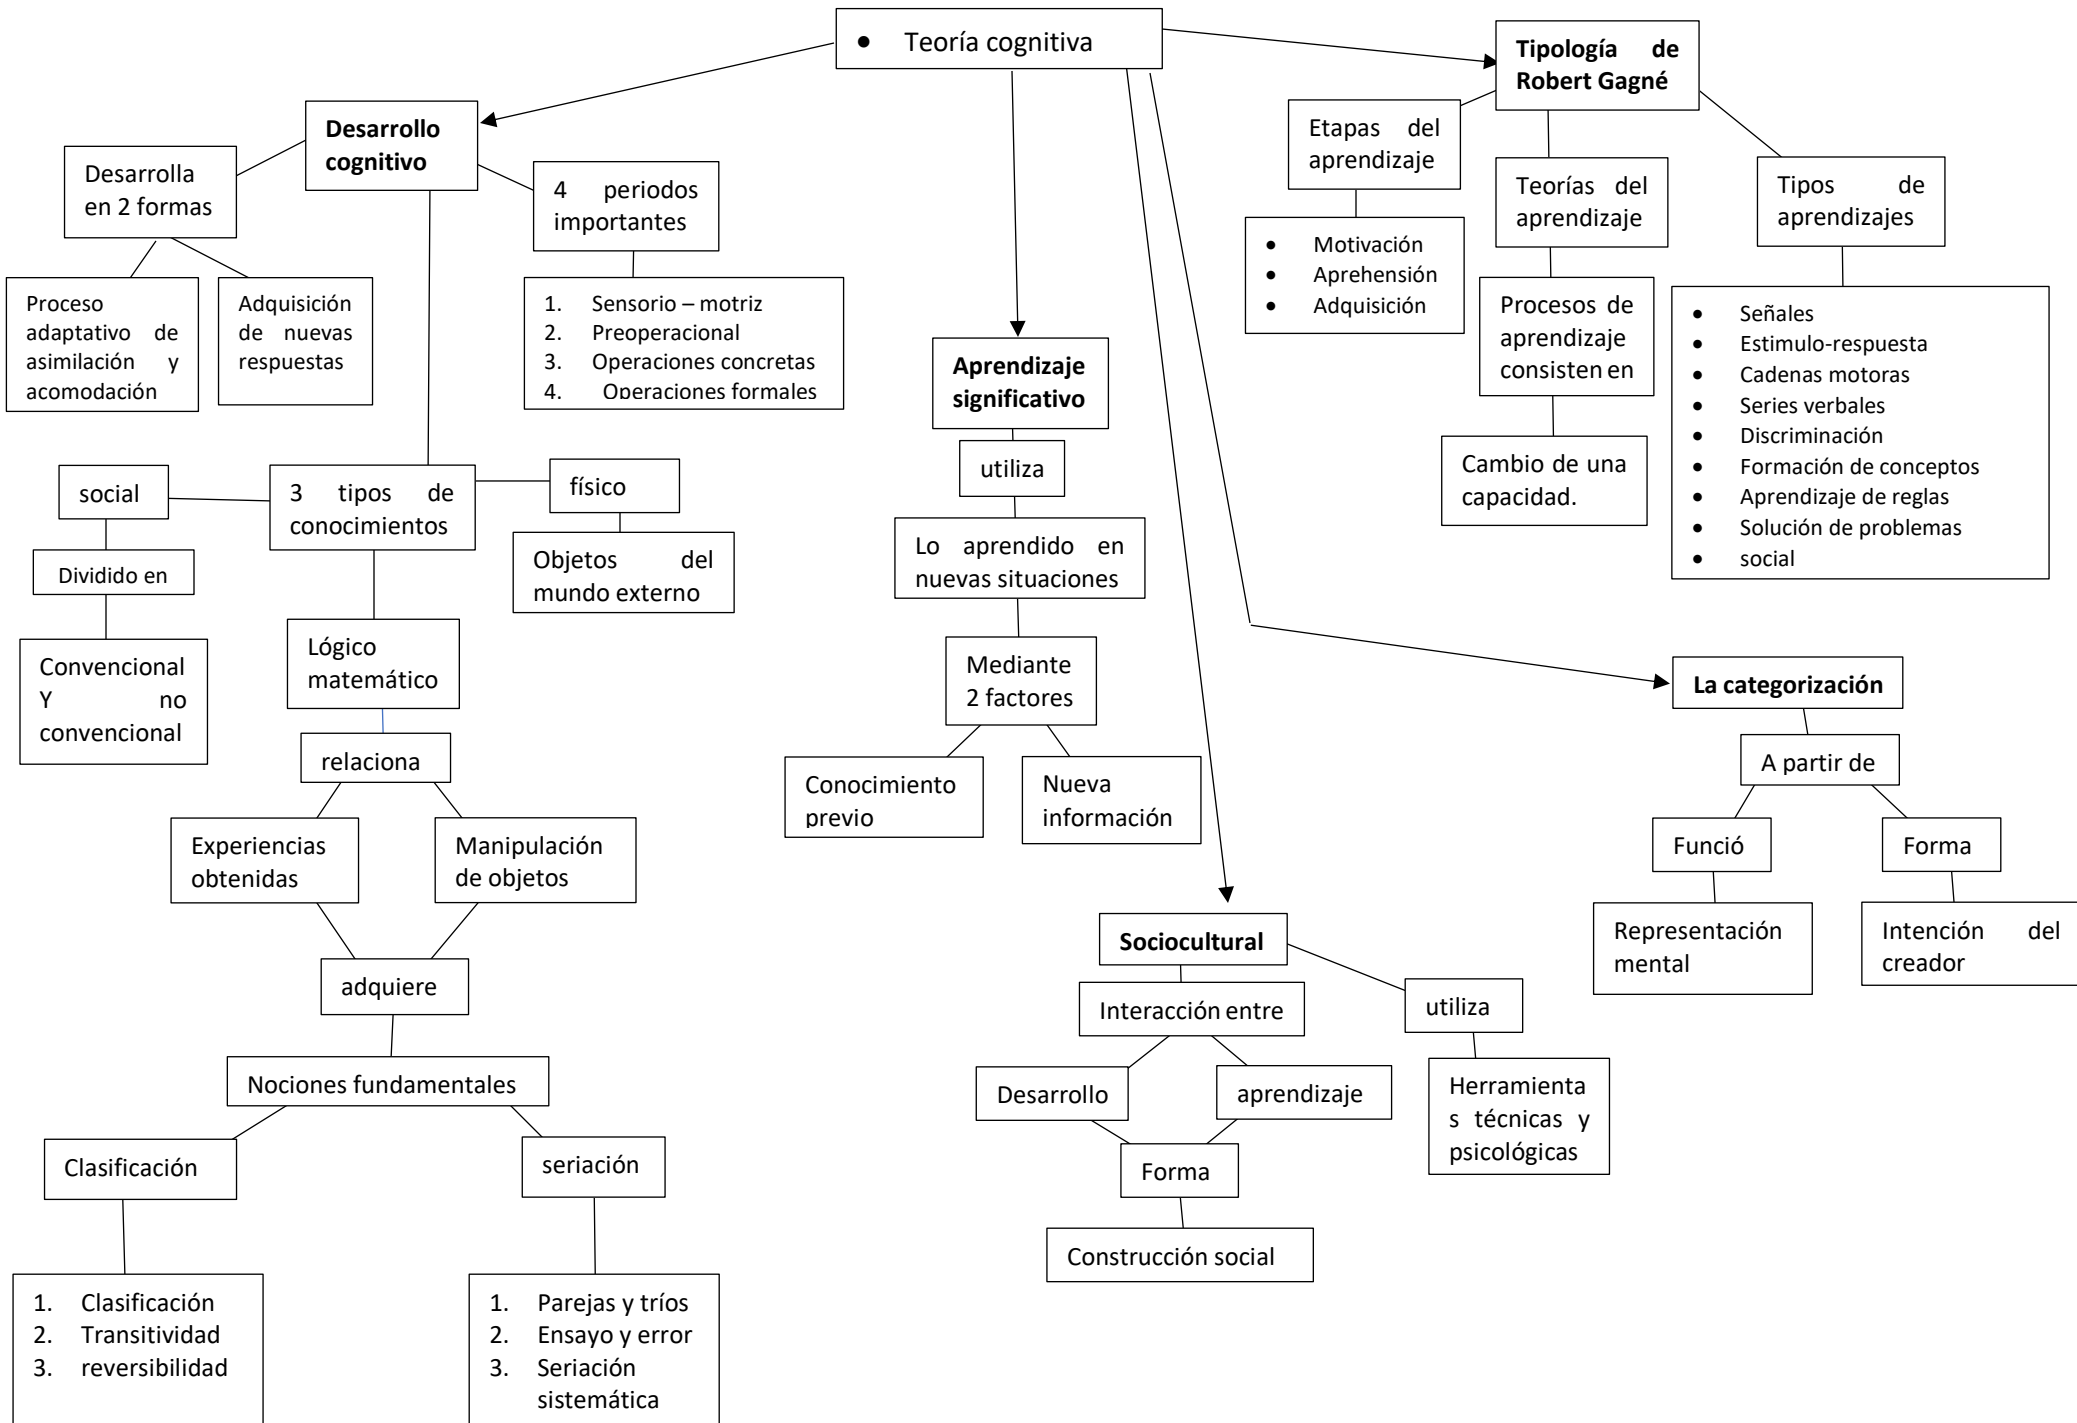 • Teoría cognitiva
Tipología de
Robert Gagné
Desarrollo
cognitivo
Desarrolla
en 2 formas
4 periodos
importantes
Etapas del
aprendizaje
Teorías del
aprendizaje
Tipos de
aprendizajes
Proceso
adaptativo de
asimilación y
acomodación
Adquisición
de nuevas
respuestas
1. Sensorio – motriz
2. Preoperacional
3. Operaciones concretas
4. Operaciones formales
• Motivación
• Aprehensión
• Adquisición
Procesos de
aprendizaje
consisten en
• Señales
• Estimulo-respuesta
• Cadenas motoras
• Series verbales
• Discriminación
• Formación de conceptos
• Aprendizaje de reglas
• Solución de problemas
• social
Cambio de una
capacidad.
Aprendizaje
significativo
utiliza
Lo aprendido en
nuevas situaciones
Mediante
2 factores
Conocimiento
previo
Nueva
información
social
3 tipos de
conocimientos
físico
Dividido en
Objetos del
mundo externo
Convencional
Y no
convencional
Lógico
matemático
relaciona
Experiencias
obtenidas
Manipulación
de objetos
adquiere
Nociones fundamentales
Clasificación
seriación
1. Clasificación
2. Transitividad
3. reversibilidad
1. Parejas y tríos
2. Ensayo y error
3. Seriación
sistemática
La categorización
A partir de
Funció
Forma
Representación
mental
Intención del
creador
Sociocultural
Interacción entre
utiliza
Desarrollo
aprendizaje
Herramienta
s técnicas y
psicológicas
Forma
Construcción social